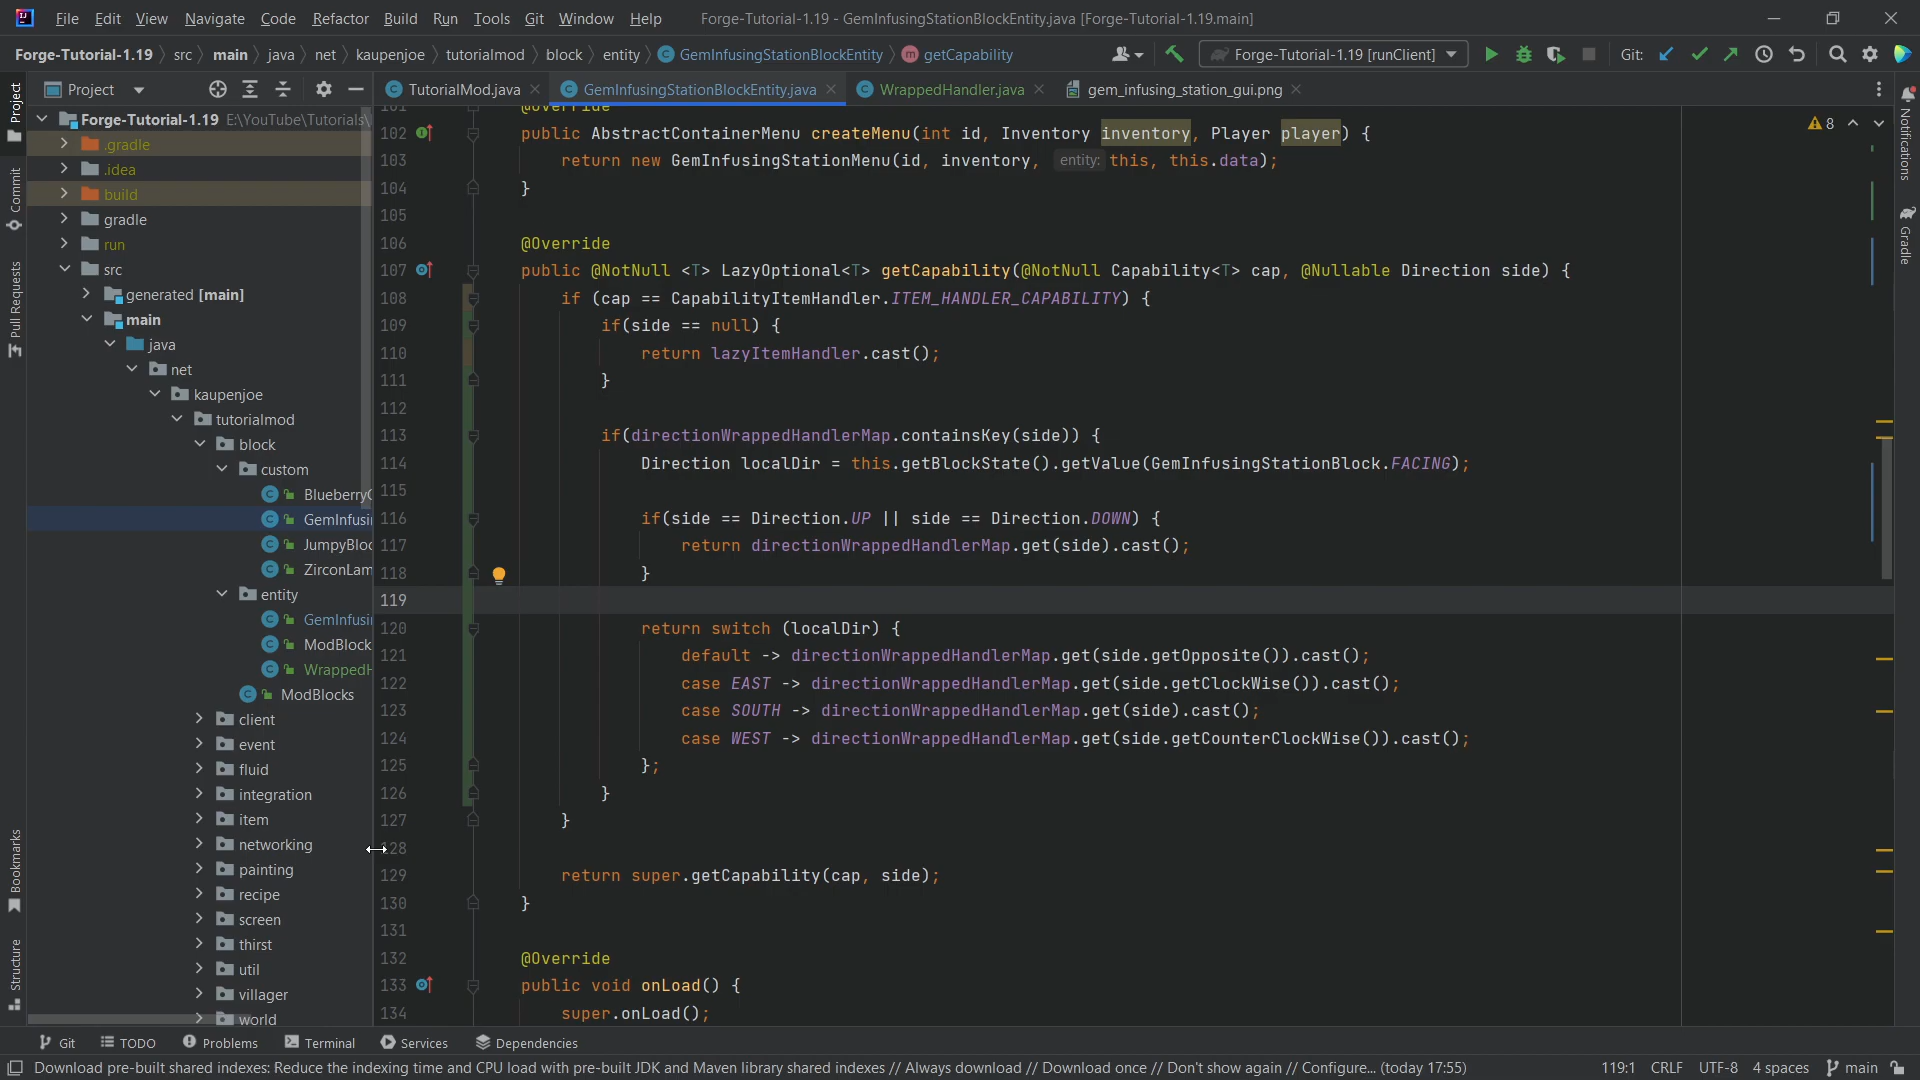 File Edit View Navigate Code Refactor Build Run Tools Git Window Help Forge-Tutorial-1.19 - GemInfusingStationBlockEntity.java [Forge-Tutorial-1.19.main]
Forge-Tutorial-1.19 src main java net kaupenjoe tutorialmod block entity GemInfusingStationBlockEntity getCapability Forge-Tutorial-1.19 [runClient] Git:
Project TutorialMod.java GemInfusingStationBlockEntity.java WrappedHandler.java gem_infusing_station_gui.png
Project
Commit
Pull Requests
Bookmarks
Structure
Notifications
Gradle
Forge-Tutorial-1.19 E:\YouTube\Tutorials\
.gradle
.idea
build
gradle
run
src
generated [main]
main
java
net
kaupenjoe
tutorialmod
block
custom
Blueberry
GemInfusi
JumpyBlo
ZirconLam
entity
GemInfusi
ModBlock
WrappedH
ModBlocks
client
event
fluid
integration
item
networking
painting
recipe
screen
thirst
util
villager
world
8
101 @Override
102 public AbstractContainerMenu createMenu(int id, Inventory inventory, Player player) {
103 return new GemInfusingStationMenu(id, inventory, entity: this, this.data);
104 }
105
106 @Override
107 public @NotNull <T> LazyOptional<T> getCapability(@NotNull Capability<T> cap, @Nullable Direction side) {
108 if (cap == CapabilityItemHandler.ITEM_HANDLER_CAPABILITY) {
109 if(side == null) {
110 return lazyItemHandler.cast();
111 }
112
113 if(directionWrappedHandlerMap.containsKey(side)) {
114 Direction localDir = this.getBlockState().getValue(GemInfusingStationBlock.FACING);
115
116 if(side == Direction.UP || side == Direction.DOWN) {
117 return directionWrappedHandlerMap.get(side).cast();
118 }
119
120 return switch (localDir) {
121 default -> directionWrappedHandlerMap.get(side.getOpposite()).cast();
122 case EAST -> directionWrappedHandlerMap.get(side.getClockWise()).cast();
123 case SOUTH -> directionWrappedHandlerMap.get(side).cast();
124 case WEST -> directionWrappedHandlerMap.get(side.getCounterClockWise()).cast();
125 };
126 }
127 }
128
129 return super.getCapability(cap, side);
130 }
131
132 @Override
133 public void onLoad() {
134 super.onLoad();
Git TODO Problems Terminal Services Dependencies
Download pre-built shared indexes: Reduce the indexing time and CPU load with pre-built JDK and Maven library shared indexes // Always download // Download once // Don't show again // Configure... (today 17:55) 119:1 CRLF UTF-8 4 spaces main